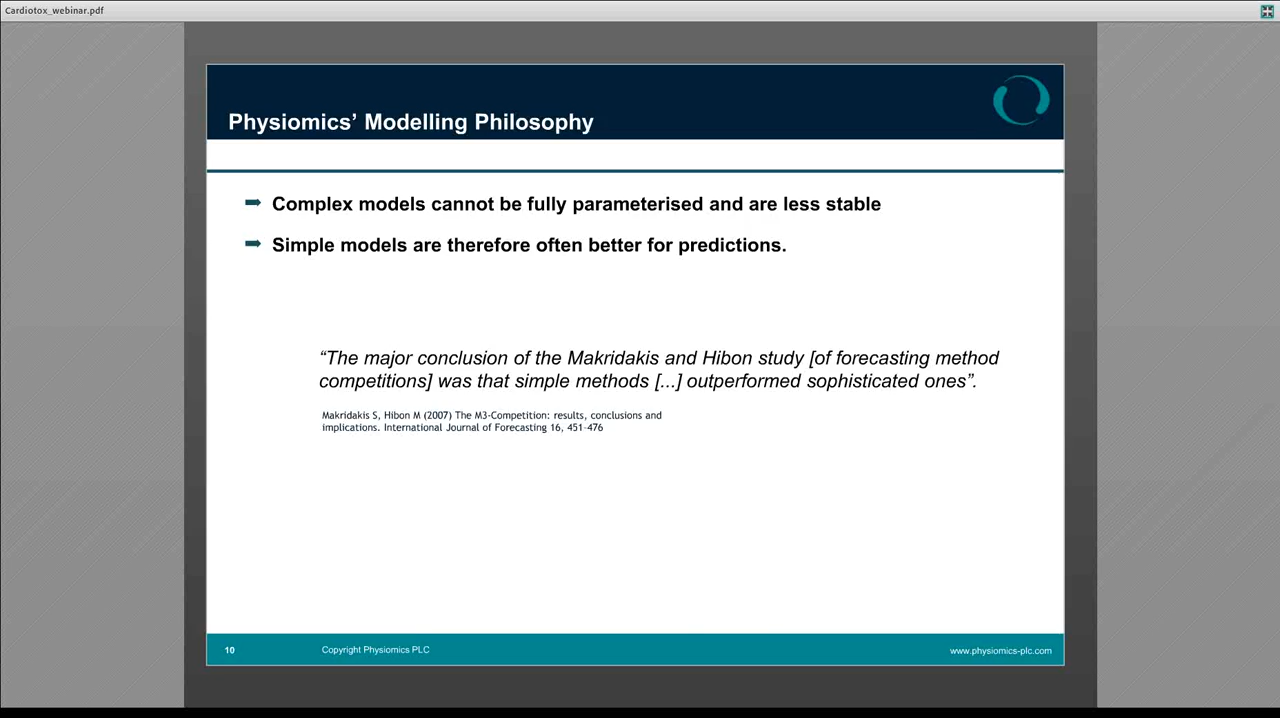 Cardiotox_webinar.pdf
Physiomics’ Modelling Philosophy
Complex models cannot be fully parameterised and are less stable
Simple models are therefore often better for predictions.
“The major conclusion of the Makridakis and Hibon study [of forecasting method
competitions] was that simple methods [...] outperformed sophisticated ones”.
Makridakis S, Hibon M (2007) The M3-Competition: results, conclusions and
implications. International Journal of Forecasting 16, 451–476
10
Copyright Physiomics PLC
www.physiomics-plc.com